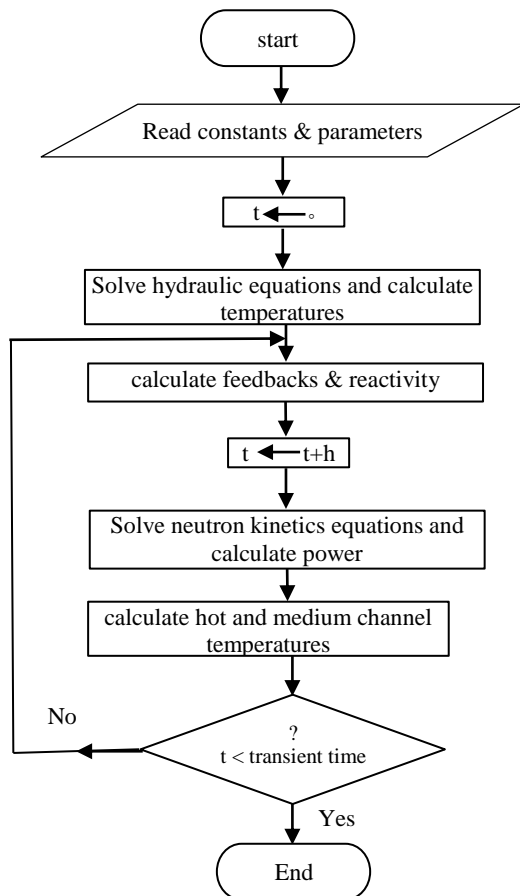 start
Read constants & parameters
t ← 。
Solve hydraulic equations and calculate
temperatures
calculate feedbacks & reactivity
t ← t+h
Solve neutron kinetics equations and
calculate power
calculate hot and medium channel
temperatures
No
?
t < transient time
Yes
End